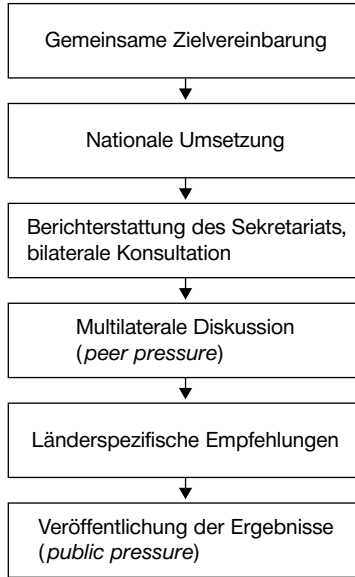 Gemeinsame Zielvereinbarung
Nationale Umsetzung
Berichterstattung des Sekretariats,
bilaterale Konsultation
Multilaterale Diskussion
(peer pressure)
Länderspezifische Empfehlungen
Veröffentlichung der Ergebnisse
(public pressure)